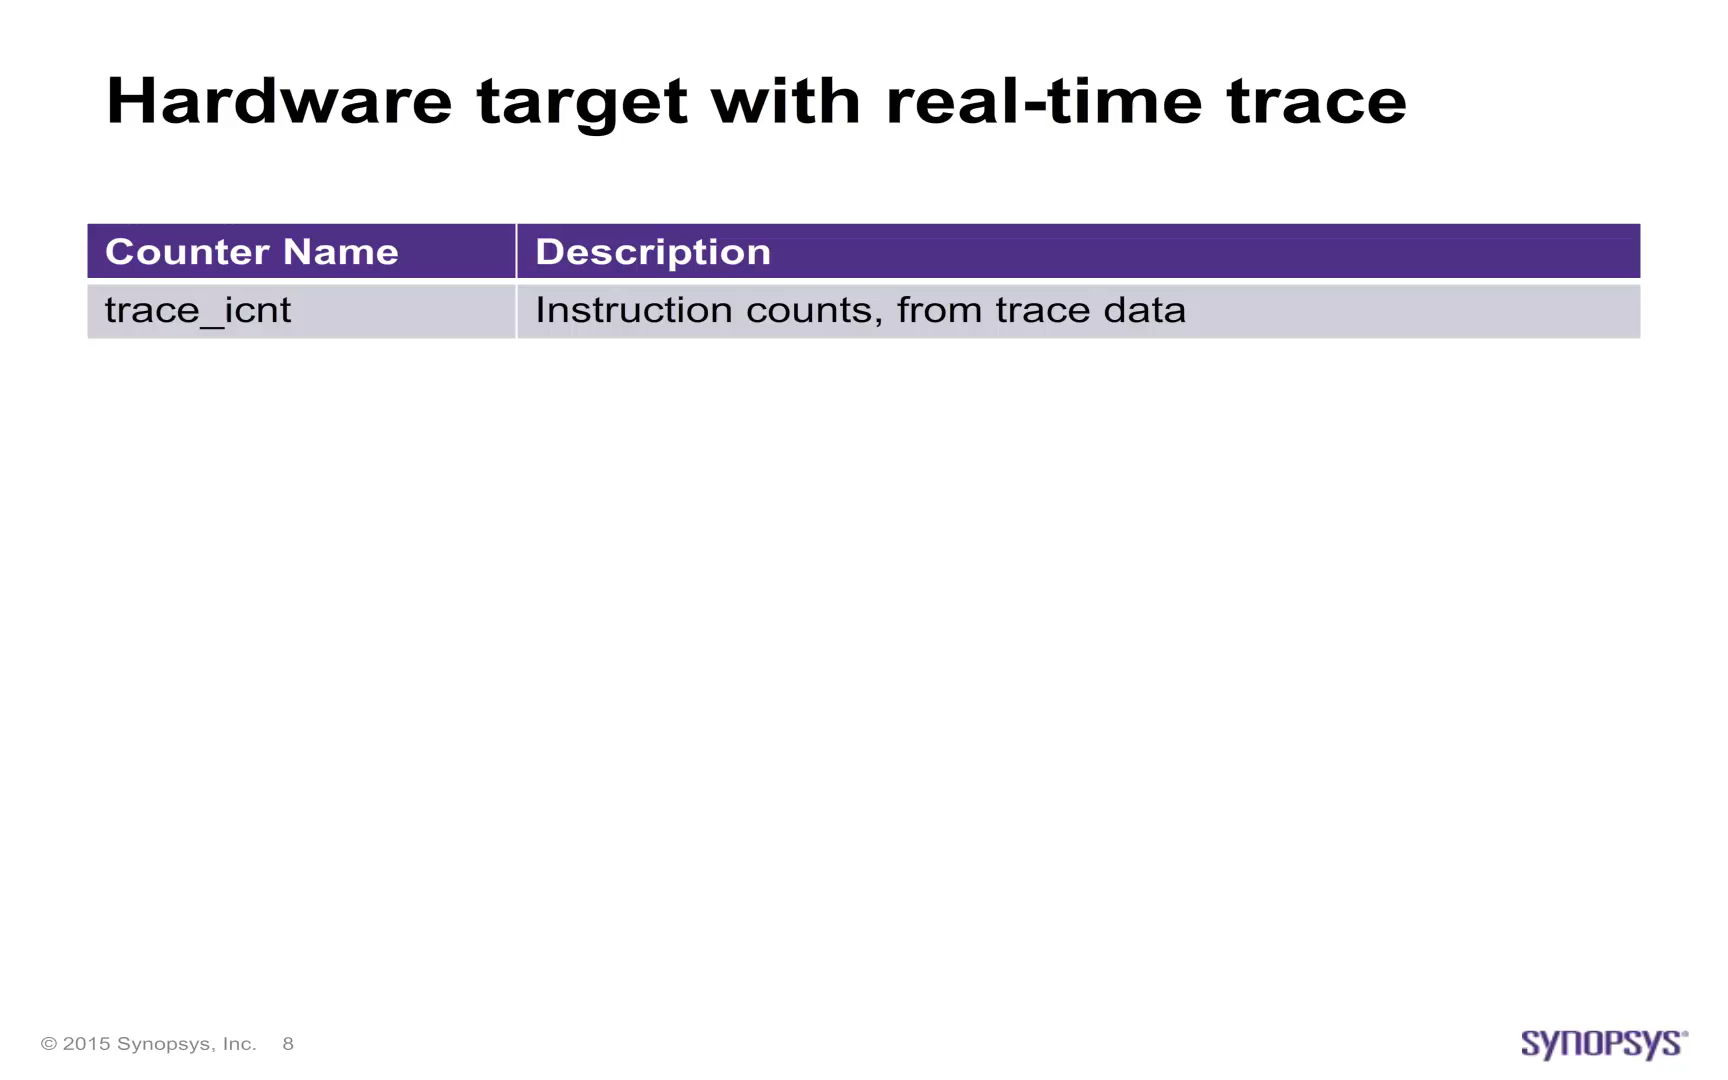 Hardware target with real-time trace
Counter Name Description
trace_icnt Instruction counts, from trace data
© 2015 Synopsys, Inc. 8
SYNOPSYS®